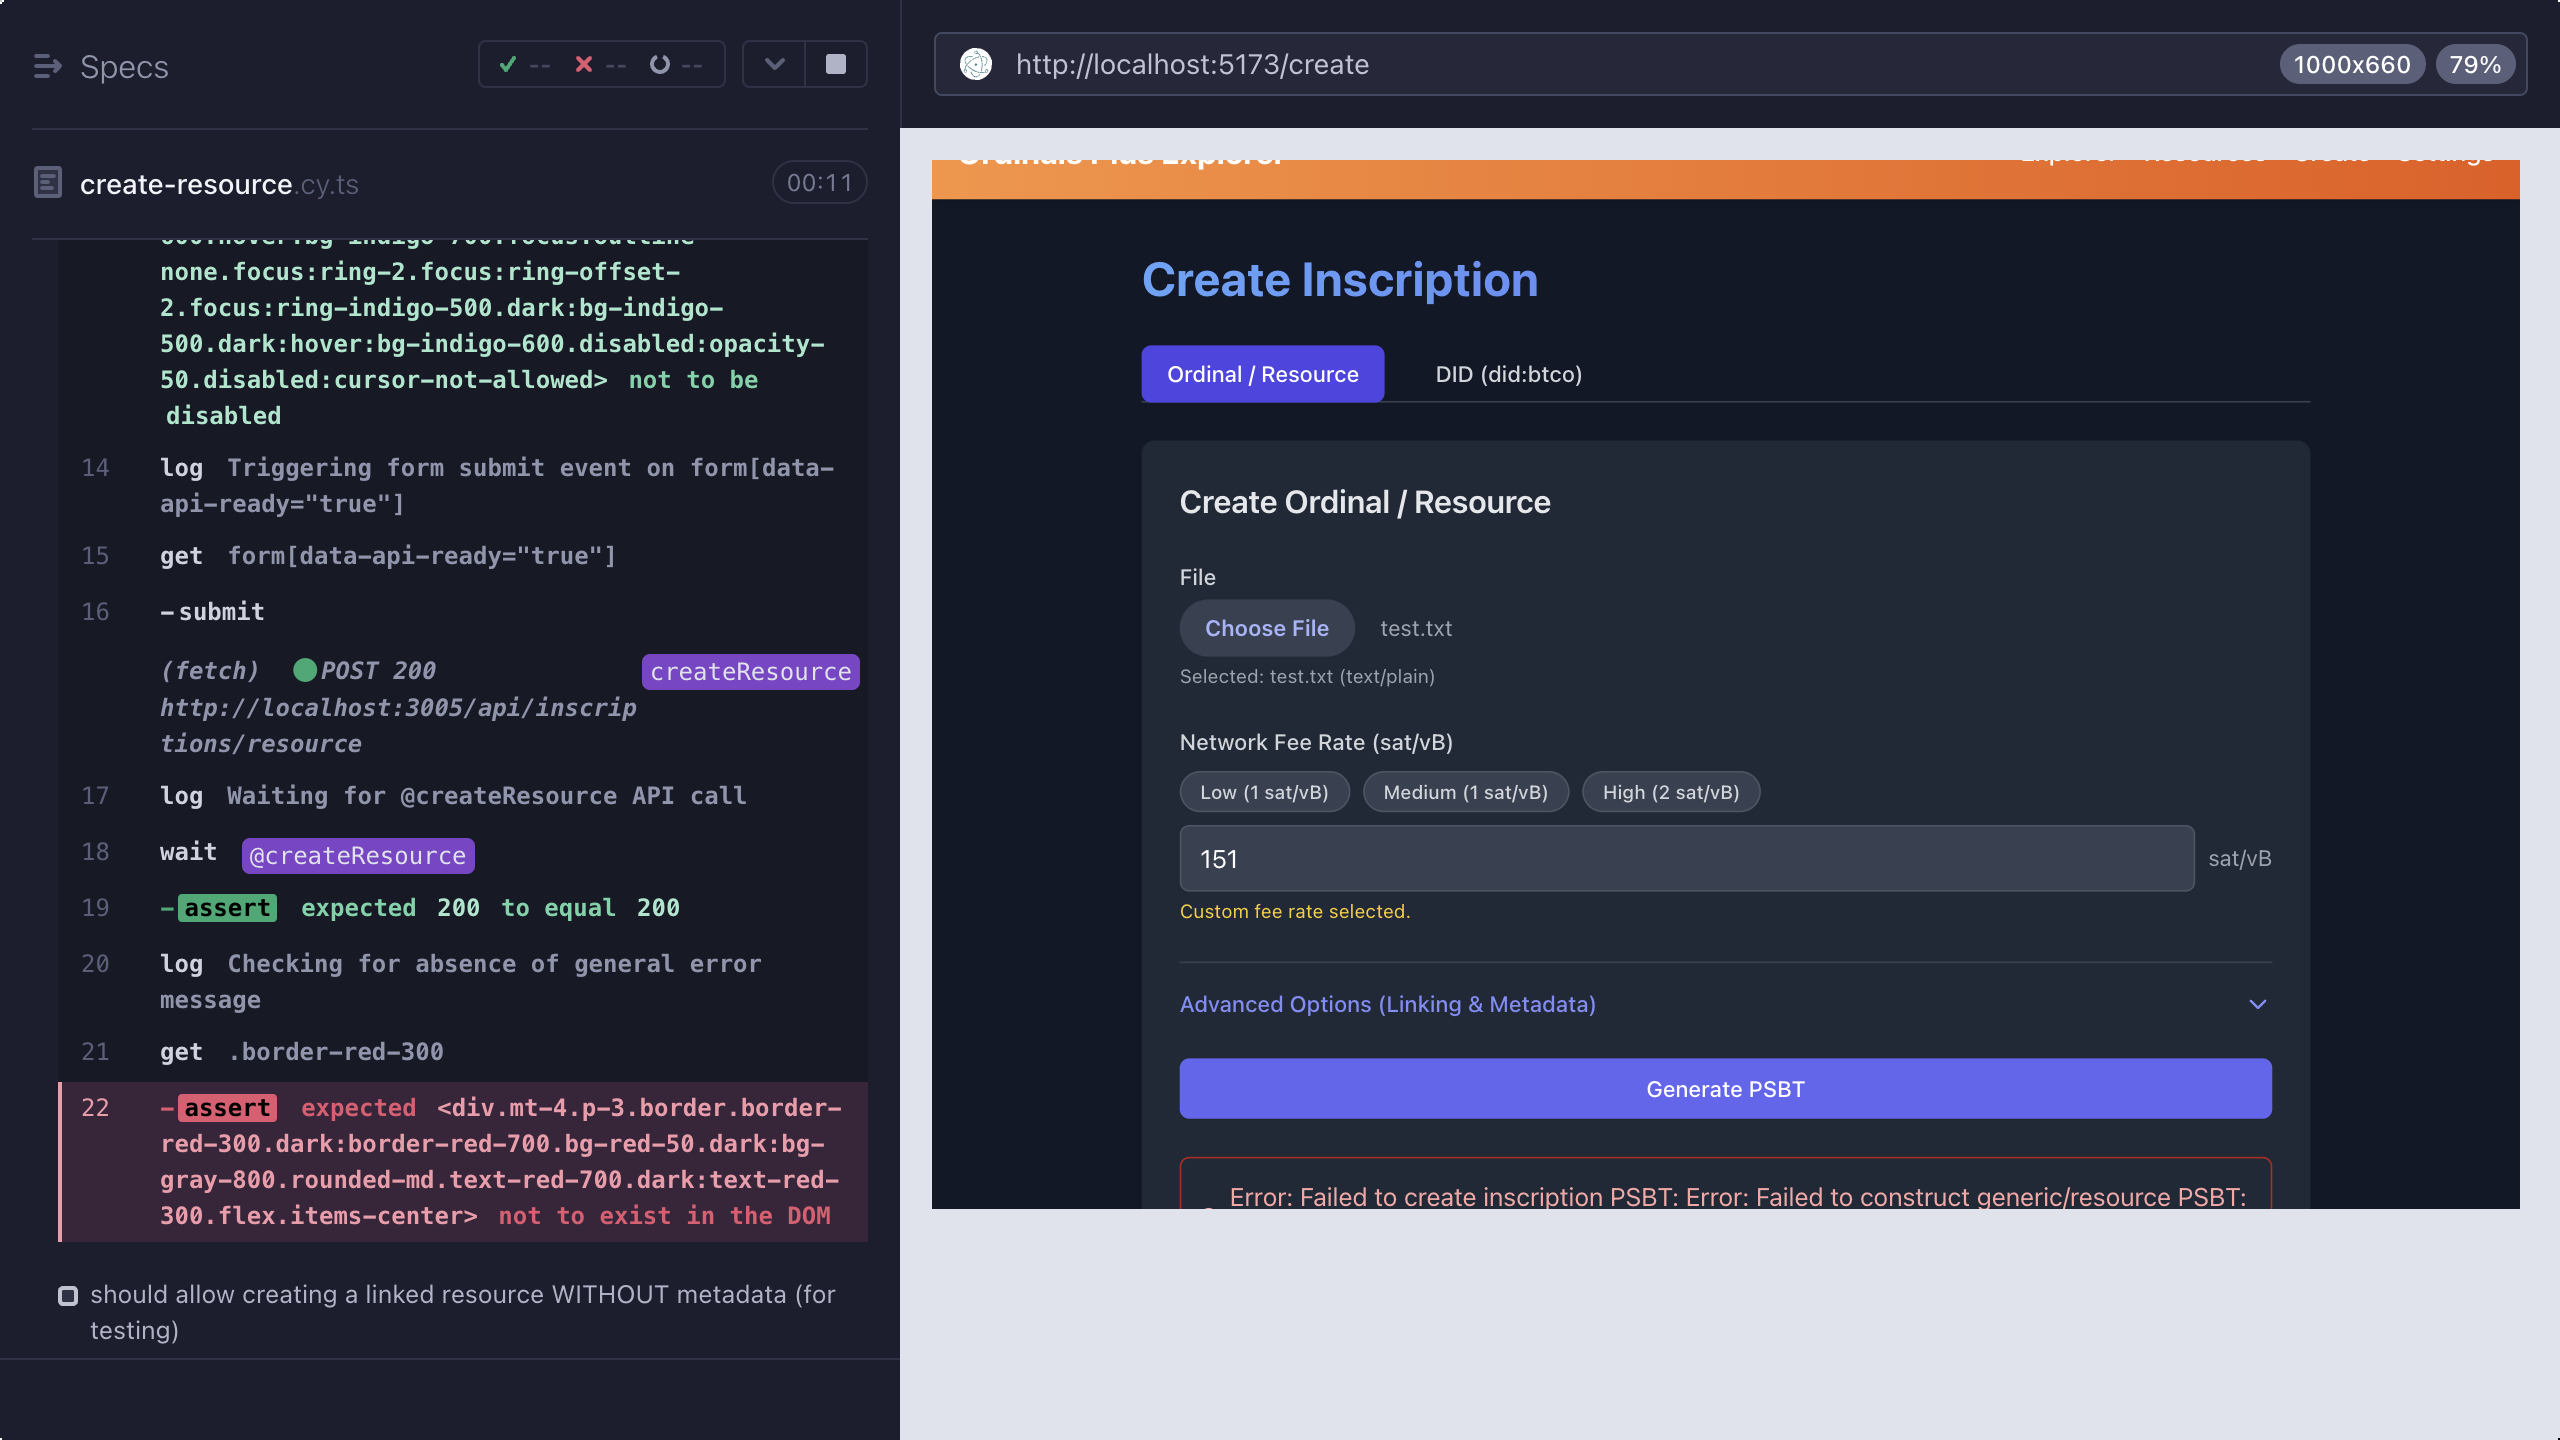 Specs
-- -- --
create-resource.cy.ts
00:11
none.focus:ring-2.focus:ring-offset-
2.focus:ring-indigo-500.dark:bg-indigo-
500.dark:hover:bg-indigo-600.disabled:opacity-
50.disabled:cursor-not-allowed> not to be
disabled
14 log Triggering form submit event on form[data-
api-ready="true"]
15 get form[data-api-ready="true"]
16 -submit
(fetch) POST 200 createResource
http://localhost:3005/api/inscrip
tions/resource
17 log Waiting for @createResource API call
18 wait @createResource
19 -assert expected 200 to equal 200
20 log Checking for absence of general error
message
21 get .border-red-300
22 -assert expected <div.mt-4.p-3.border.border-
red-300.dark:border-red-700.bg-red-50.dark:bg-
gray-800.rounded-md.text-red-700.dark:text-red-
300.flex.items-center> not to exist in the DOM
should allow creating a linked resource WITHOUT metadata (for
testing)
http://localhost:5173/create
1000x660
79%
Ordinals Plus Explorer
Explorer Resources Create Settings
Create Inscription
Ordinal / Resource
DID (did:btco)
Create Ordinal / Resource
File
Choose File test.txt
Selected: test.txt (text/plain)
Network Fee Rate (sat/vB)
Low (1 sat/vB) Medium (1 sat/vB) High (2 sat/vB)
151 sat/vB
Custom fee rate selected.
Advanced Options (Linking & Metadata)
Generate PSBT
Error: Failed to create inscription PSBT: Error: Failed to construct generic/resource PSBT: